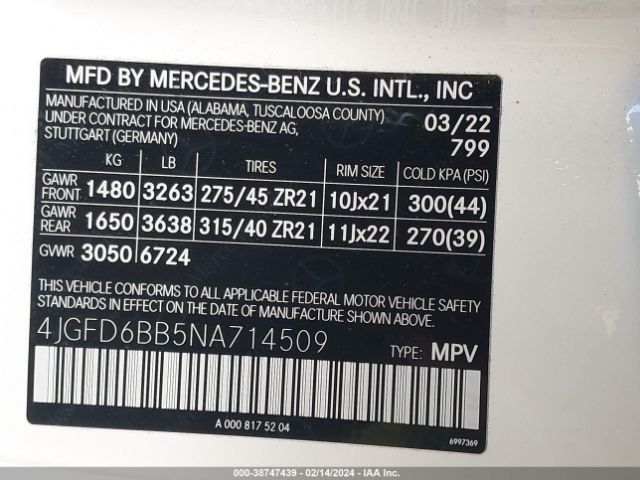 MFD BY MERCEDES-BENZ U.S. INTL., INC
MANUFACTURED IN USA (ALABAMA, TUSCALOOSA COUNTY)
UNDER CONTRACT FOR MERCEDES-BENZ AG,
STUTTGART (GERMANY)
03/22
799
KG LB TIRES RIM SIZE COLD KPA (PSI)
GAWR FRONT 1480 3263 275/45 ZR21 10Jx21 300(44)
GAWR REAR 1650 3638 315/40 ZR21 11Jx22 270(39)
GVWR 3050 6724
THIS VEHICLE CONFORMS TO ALL APPLICABLE FEDERAL MOTOR VEHICLE SAFETY
STANDARDS IN EFFECT ON THE DATE OF MANUFACTURE SHOWN ABOVE.
4JGFD6BB5NA714509
TYPE: MPV
A 000 817 52 04
6997369
000-38747439 - 02/14/2024 - IAA Inc.